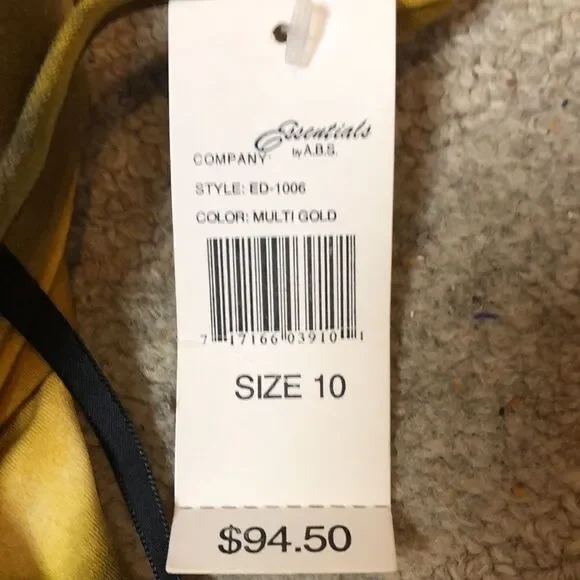 Essentials
by A.B.S.
COMPANY:
STYLE: ED-1006
COLOR: MULTI GOLD
7 17166 03910 1
SIZE 10
$94.50